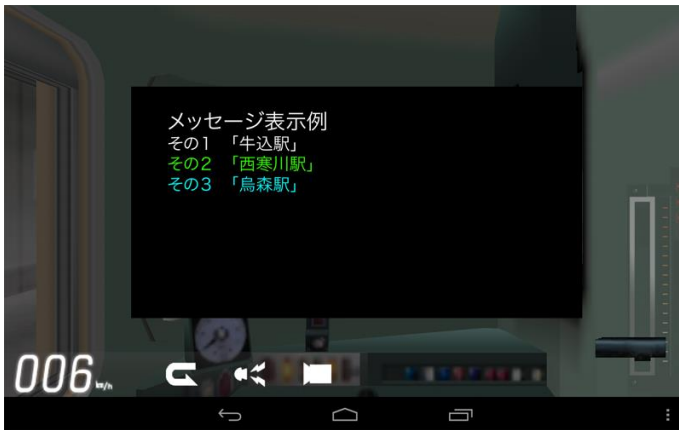 メッセージ表示例
その1 「牛込駅」
その2 「西寒川駅」
その3 「烏森駅」
006 km/h